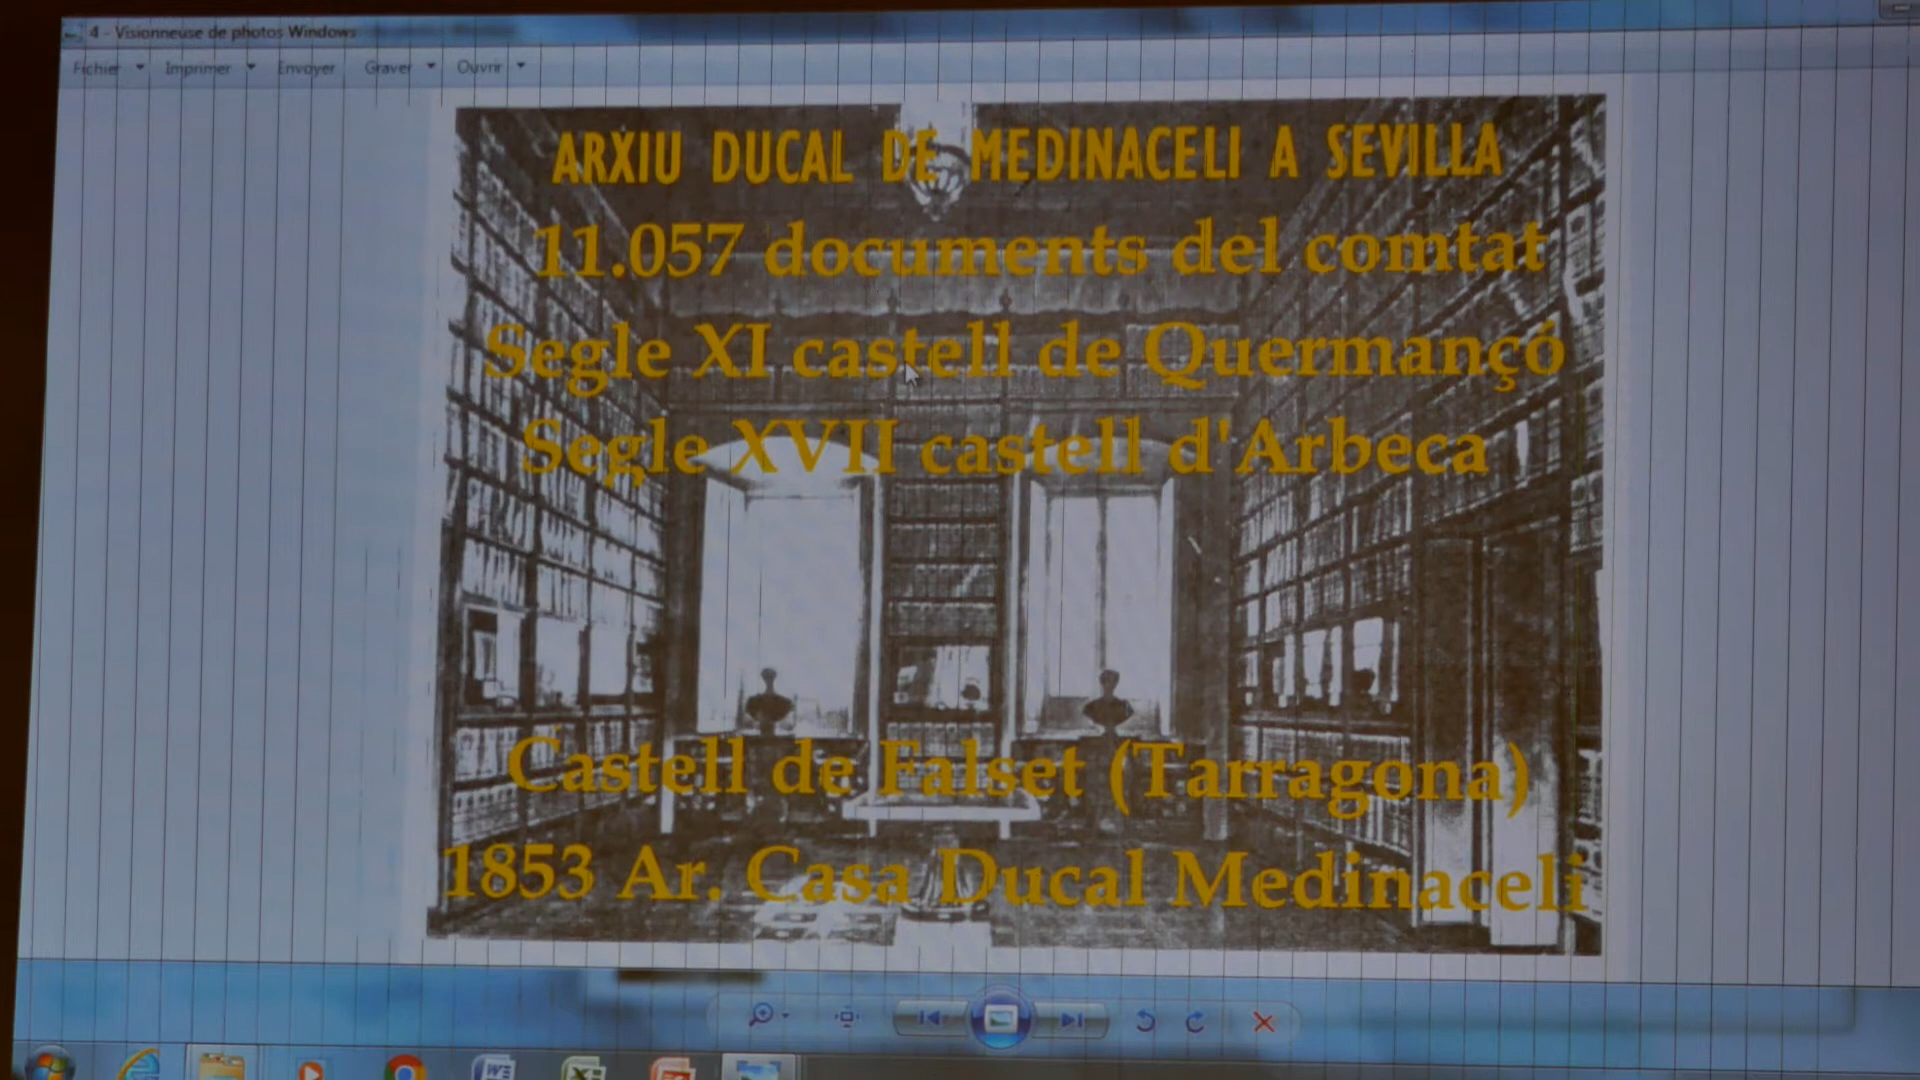 4 - Visionneuse de photos Windows
Fichier Imprimer Envoyer Graver Ouvrir
ARXIU DUCAL DE MEDINACELI A SEVILLA
11.057 documents del comtat
Segle XI castell de Quermançó
Segle XVII castell d'Arbeca
Castell de Falset (Tarragona)
1853 Ar. Casa Ducal Medinaceli